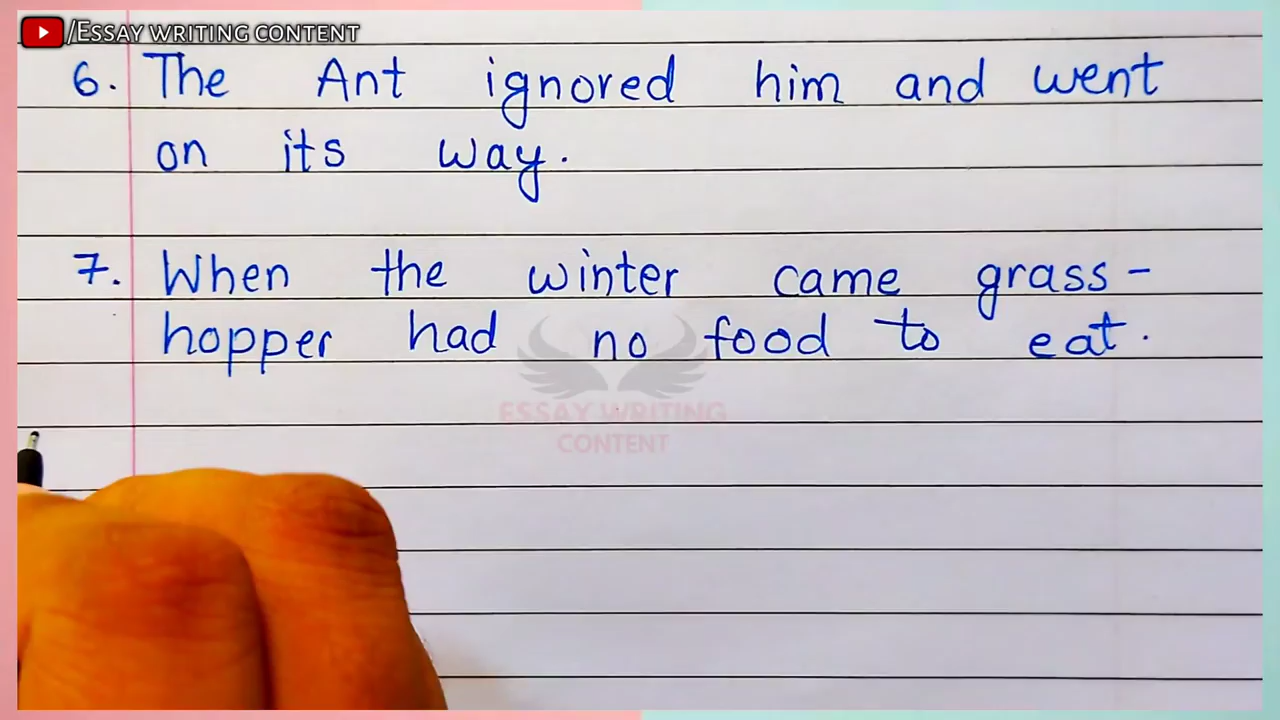 /ESSAY WRITING CONTENT
6. The Ant ignored him and went
on its way.
7. When the winter came grass-
hopper had no food to eat.
ESSAY WRITING
CONTENT